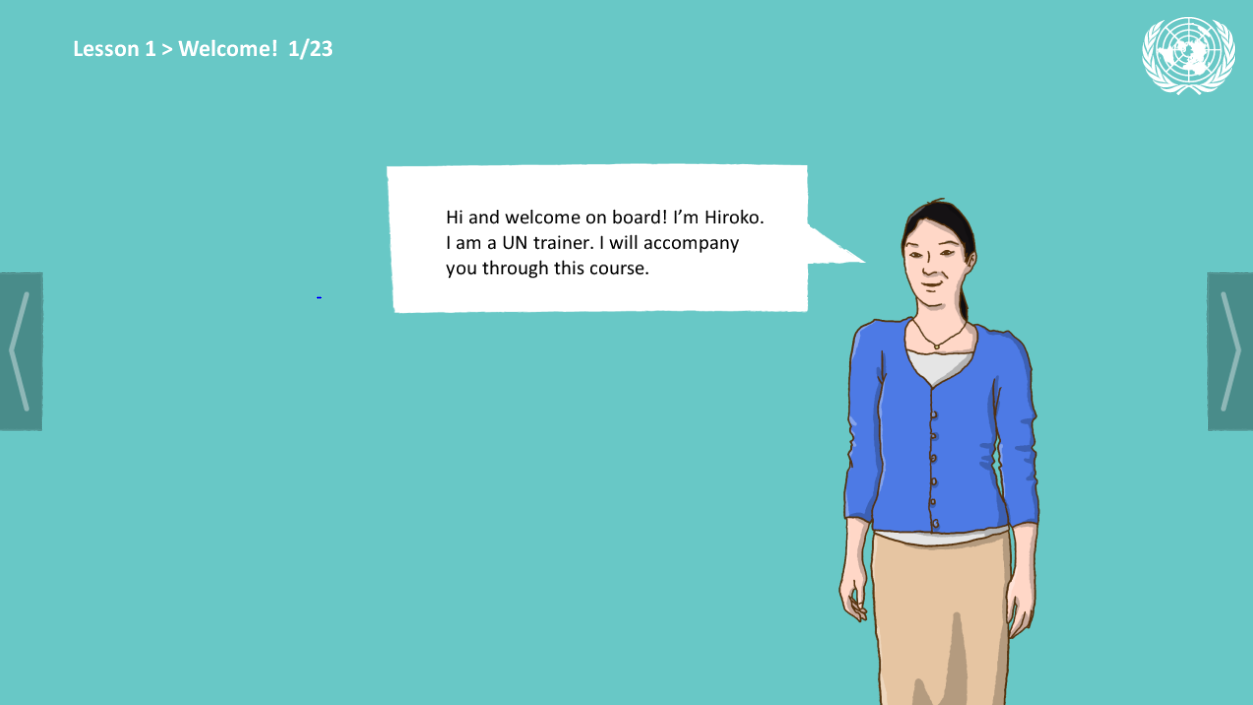 Lesson 1 > Welcome!  1/23
Hi and welcome on board! I’m Hiroko.
I am a UN trainer. I will accompany
you through this course.